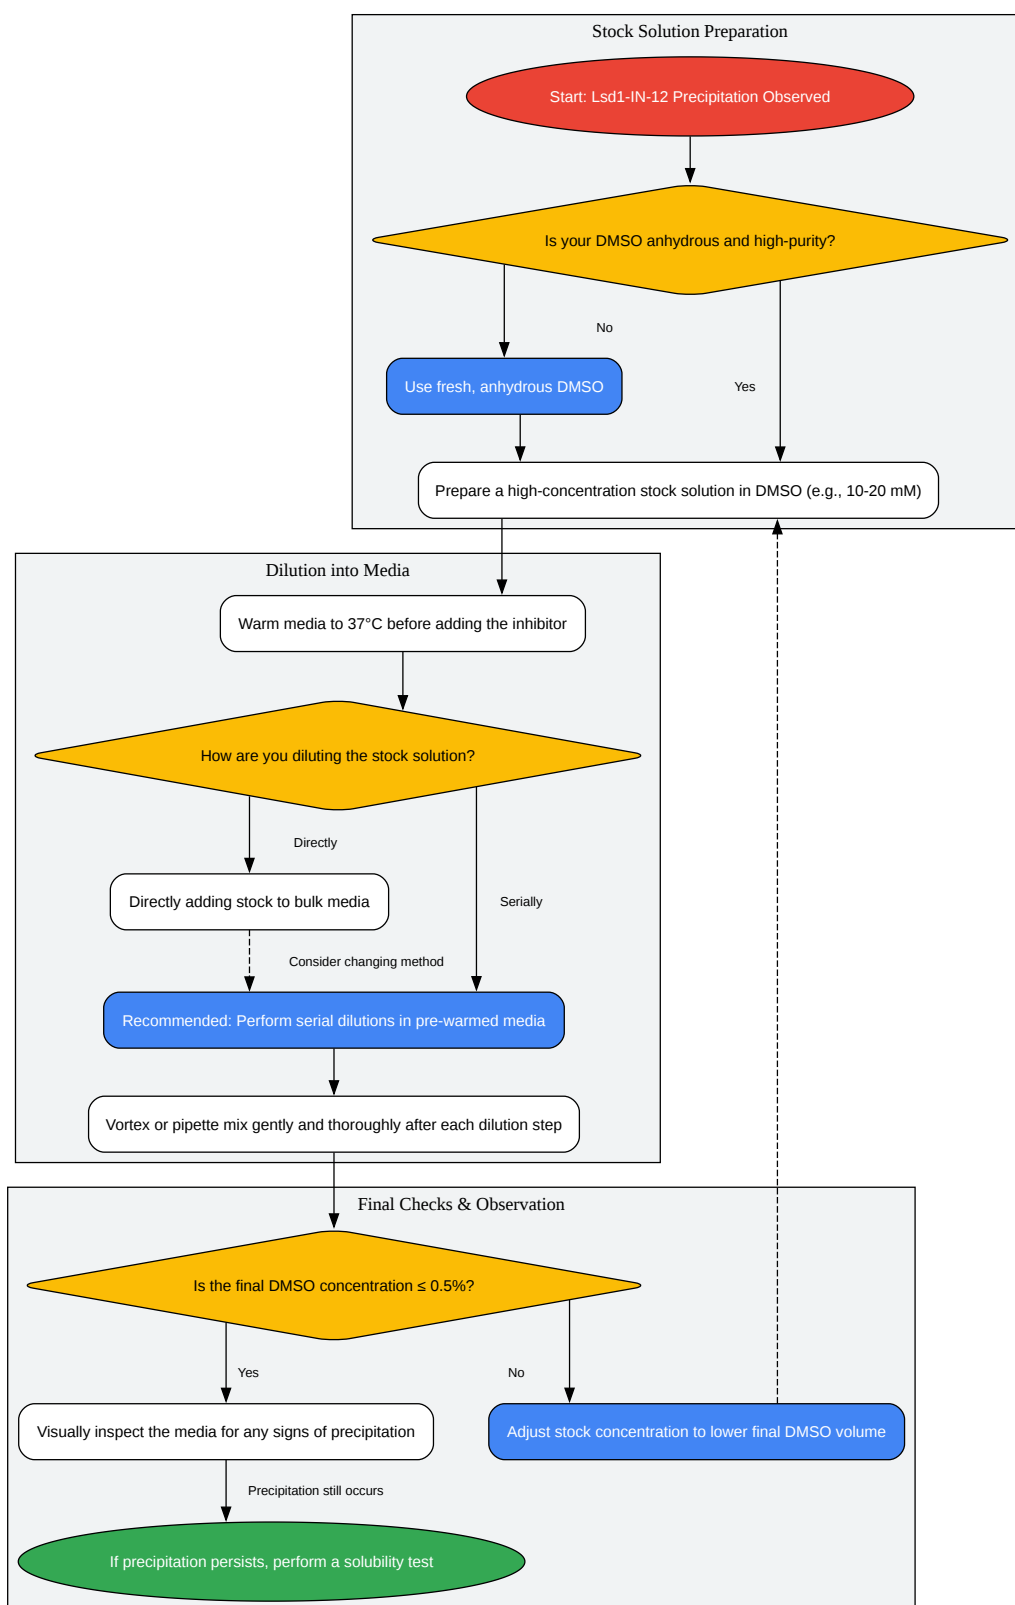 Stock Solution Preparation
Start: Lsd1-IN-12 Precipitation Observed
Is your DMSO anhydrous and high-purity?
No
Use fresh, anhydrous DMSO
Yes
Prepare a high-concentration stock solution in DMSO (e.g., 10-20 mM)
Dilution into Media
Warm media to 37°C before adding the inhibitor
How are you diluting the stock solution?
Directly
Directly adding stock to bulk media
Serially
Consider changing method
Recommended: Perform serial dilutions in pre-warmed media
Vortex or pipette mix gently and thoroughly after each dilution step
Final Checks & Observation
Is the final DMSO concentration ≤ 0.5%?
Yes
No
Visually inspect the media for any signs of precipitation
Adjust stock concentration to lower final DMSO volume
Precipitation still occurs
If precipitation persists, perform a solubility test